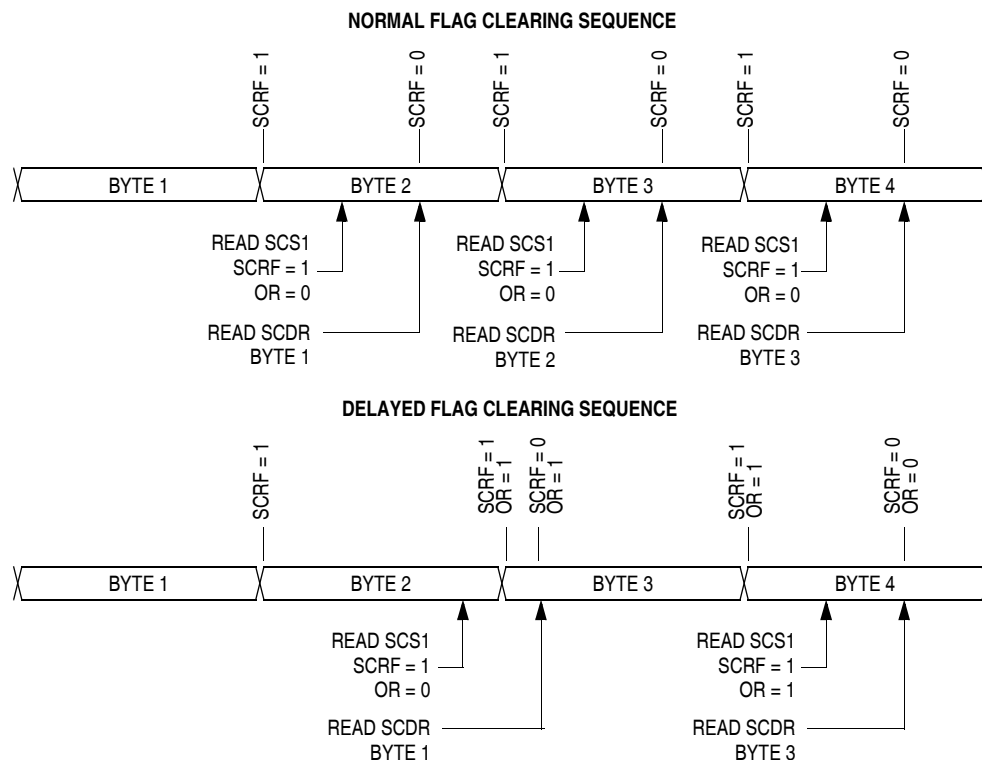 NORMAL FLAG CLEARING SEQUENCE
SCRF = 1
SCRF = 0
SCRF = 1
SCRF = 0
SCRF = 1
SCRF = 0
BYTE 1
BYTE 2
BYTE 3
BYTE 4
READ SCS1
SCRF = 1
OR = 0
READ SCS1
SCRF = 1
OR = 0
READ SCS1
SCRF = 1
OR = 0
READ SCDR
BYTE 1
READ SCDR
BYTE 2
READ SCDR
BYTE 3
DELAYED FLAG CLEARING SEQUENCE
SCRF = 1
SCRF = 1
OR = 1
SCRF = 0
OR = 1
SCRF = 1
OR = 1
SCRF = 0
OR = 0
BYTE 1
BYTE 2
BYTE 3
BYTE 4
READ SCS1
SCRF = 1
OR = 0
READ SCS1
SCRF = 1
OR = 1
READ SCDR
BYTE 1
READ SCDR
BYTE 3